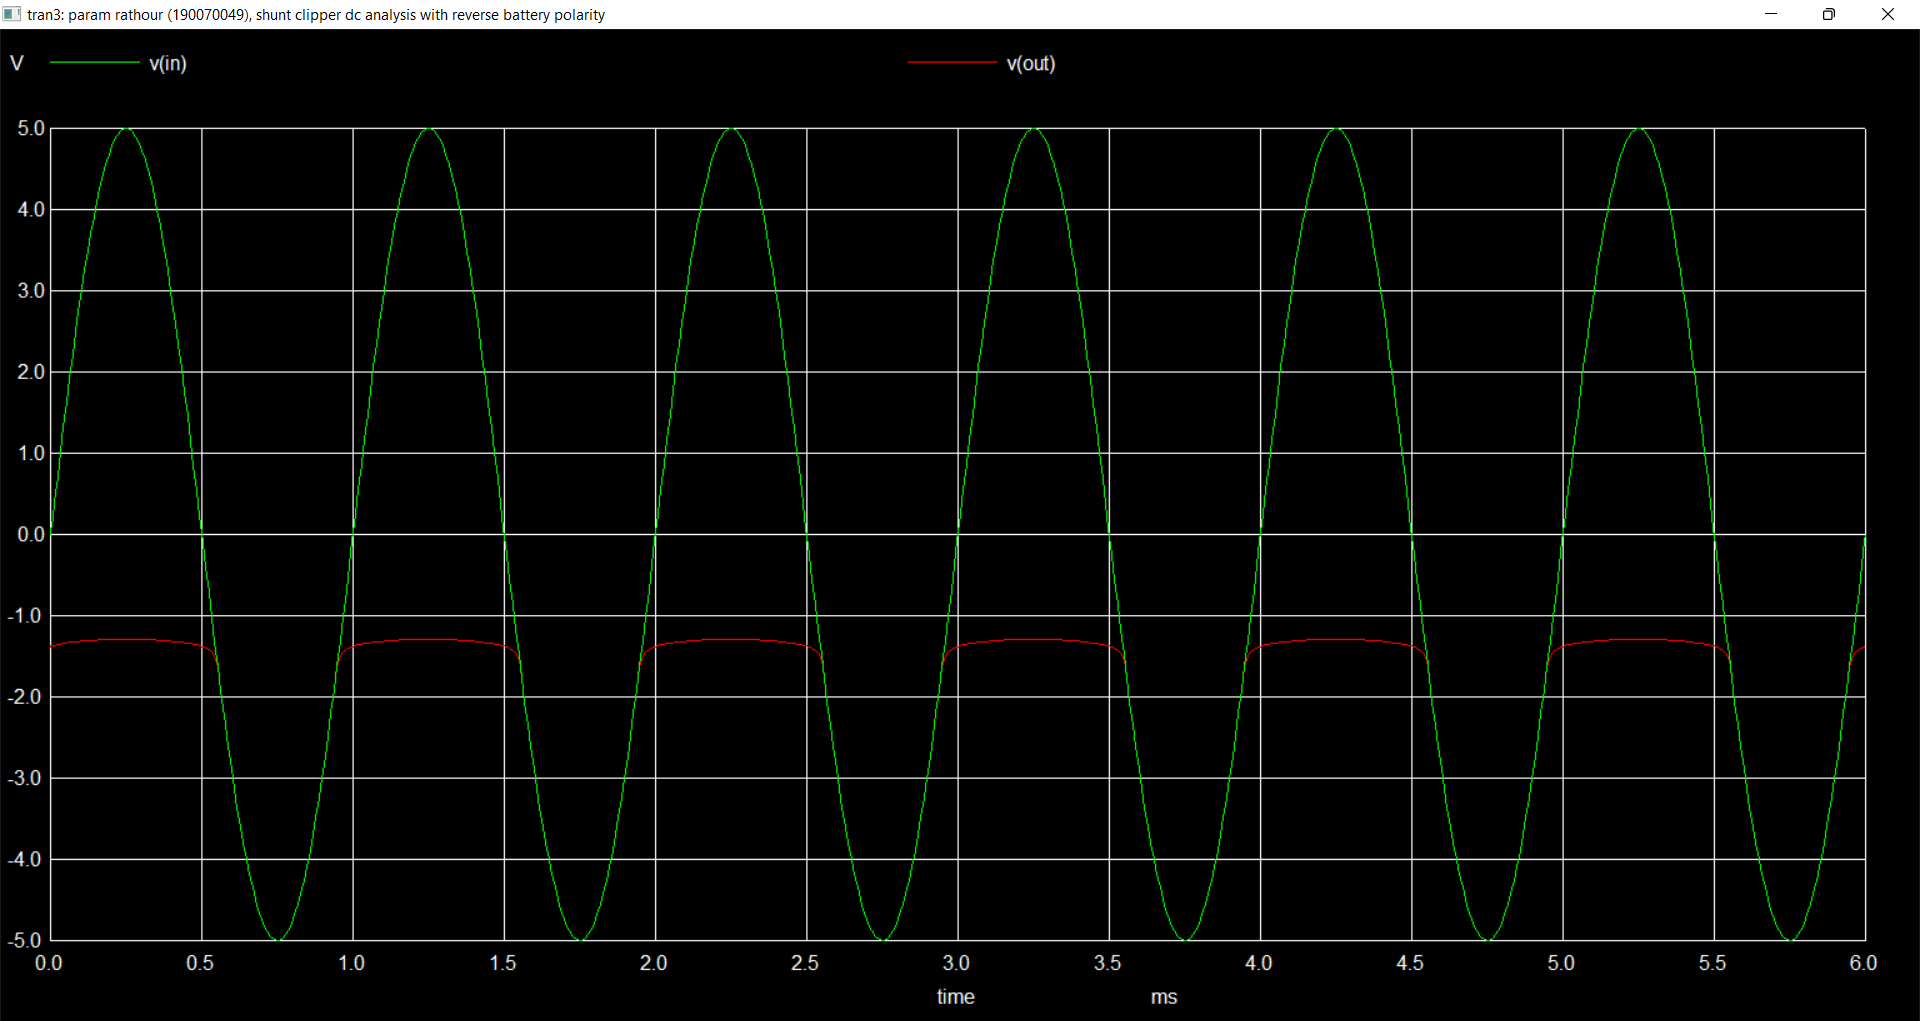 tran3: param rathour (190070049), shunt clipper dc analysis with reverse battery polarity
V v(in) v(out)
5.0
4.0
3.0
2.0
1.0
0.0
-1.0
-2.0
-3.0
-4.0
-5.0
0.0 0.5 1.0 1.5 2.0 2.5 3.0 3.5 4.0 4.5 5.0 5.5 6.0
time ms